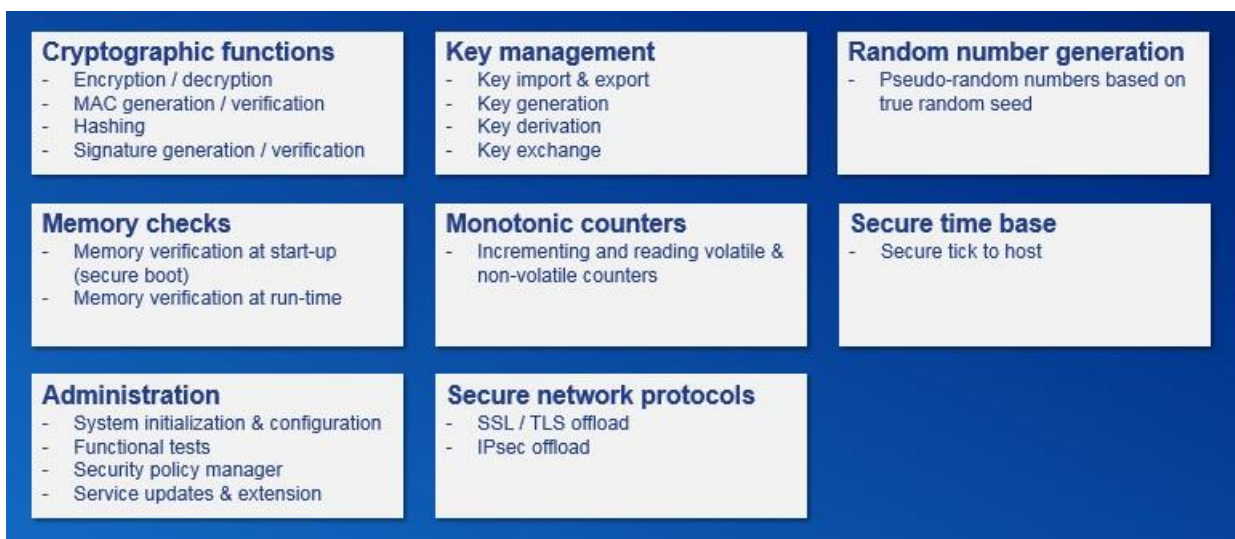 Cryptographic functions
- Encryption / decryption
- MAC generation / verification
- Hashing
- Signature generation / verification
Key management
- Key import & export
- Key generation
- Key derivation
- Key exchange
Random number generation
- Pseudo-random numbers based on
true random seed
Memory checks
- Memory verification at start-up
(secure boot)
- Memory verification at run-time
Monotonic counters
- Incrementing and reading volatile &
non-volatile counters
Secure time base
- Secure tick to host
Administration
- System initialization & configuration
- Functional tests
- Security policy manager
- Service updates & extension
Secure network protocols
- SSL / TLS offload
- IPsec offload